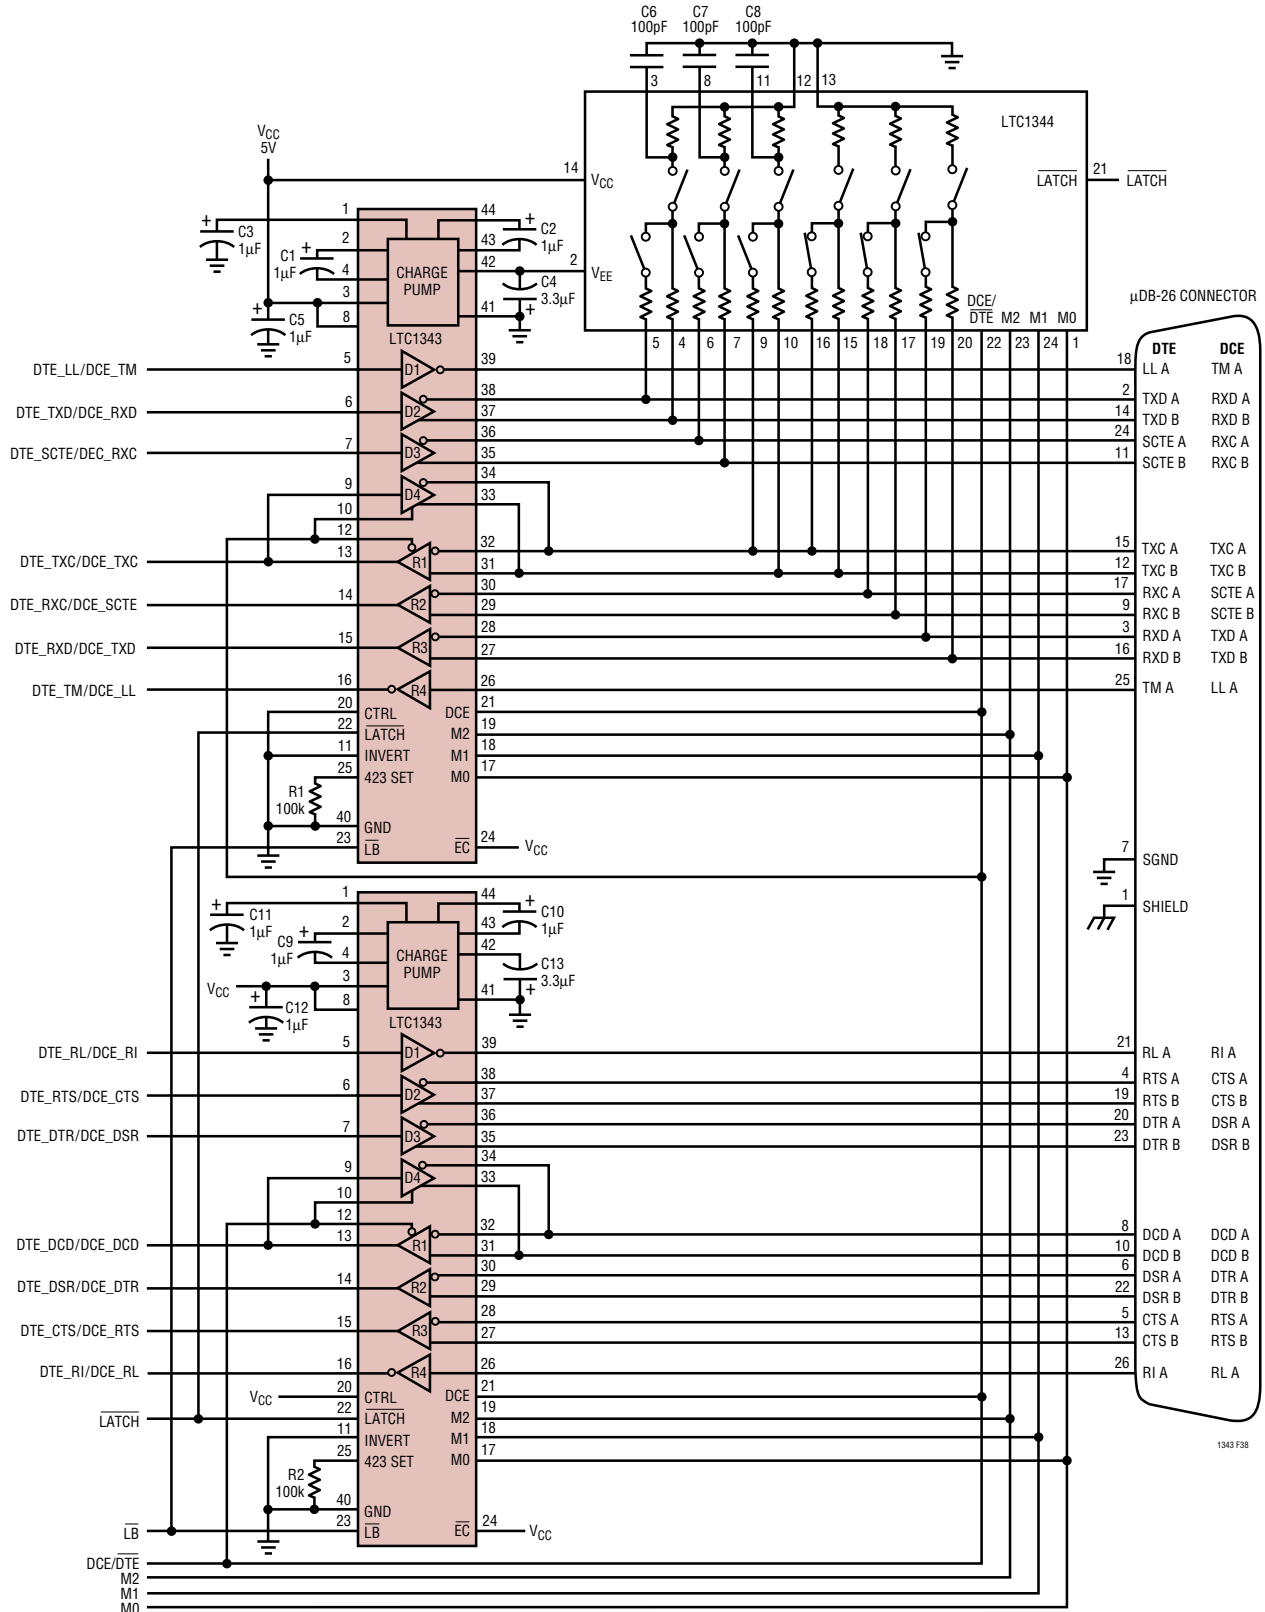 C6 C7 C8
100pF 100pF 100pF
3 8 11 12 13
LTC1344
VCC
5V
14 VCC
LATCH 21 LATCH
1 44
C3 1µF
C2 1µF
2 43
C1 1µF
4 42
CHARGE PUMP
2 VEE
C4 3.3µF
3 41
C5 1µF
8
LTC1343
DCE/DTE M2 M1 M0
5 4 6 7 9 10 16 15 18 17 19 20 22 23 24 1
µDB-26 CONNECTOR
DTE DCE
DTE_LL/DCE_TM 5 D1 39 18 LL A TM A
38 2 TXD A RXD A
DTE_TXD/DCE_RXD 6 D2 37 14 TXD B RXD B
36 24 SCTE A RXC A
DTE_SCTE/DEC_RXC 7 D3 35 11 SCTE B RXC B
34
9 D4 33
10
12 32 15 TXC A TXC A
DTE_TXC/DCE_TXC 13 R1 31 12 TXC B TXC B
30 17 RXC A SCTE A
DTE_RXC/DCE_SCTE 14 R2 29 9 RXC B SCTE B
28 3 RXD A TXD A
DTE_RXD/DCE_TXD 15 R3 27 16 RXD B TXD B
DTE_TM/DCE_LL 16 R4 26 25 TM A LL A
20 CTRL DCE 21
22 LATCH M2 19
11 INVERT M1 18
25 423 SET M0 17
R1 100k
40 GND
23 LB EC 24 VCC
7 SGND
1 SHIELD
1 44
C11 1µF
C10 1µF
2 43
C9 1µF
4 42
CHARGE PUMP
C13 3.3µF
VCC 3 41
C12 1µF
8
LTC1343
DTE_RL/DCE_RI 5 D1 39 21 RL A RI A
38 4 RTS A CTS A
DTE_RTS/DCE_CTS 6 D2 37 19 RTS B CTS B
36 20 DTR A DSR A
DTE_DTR/DCE_DSR 7 D3 35 23 DTR B DSR B
34
9 D4 33
10
12 32 8 DCD A DCD A
DTE_DCD/DCE_DCD 13 R1 31 10 DCD B DCD B
30 6 DSR A DTR A
DTE_DSR/DCE_DTR 14 R2 29 22 DSR B DTR B
28 5 CTS A RTS A
DTE_CTS/DCE_RTS 15 R3 27 13 CTS B RTS B
DTE_RI/DCE_RL 16 R4 26 26 RI A RL A
VCC 20 CTRL DCE 21
LATCH 22 LATCH M2 19
11 INVERT M1 18
25 423 SET M0 17
1343 F38
R2 100k
40 GND
LB 23 LB EC 24 VCC
DCE/DTE
M2
M1
M0